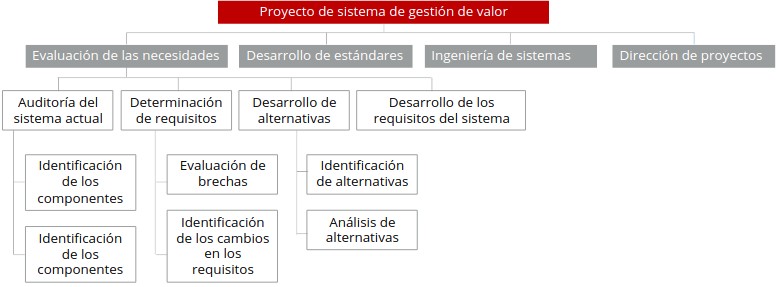 Proyecto de sistema de gestión de valor
Evaluación de las necesidades
Desarrollo de estándares
Ingeniería de sistemas
Dirección de proyectos
Auditoría del
sistema actual
Determinación
de requisitos
Desarrollo de
alternativas
Desarrollo de los
requisitos del sistema
Identificación
de los
componentes
Evaluación de
brechas
Identificación
de alternativas
Identificación
de los
componentes
Identificación
de los cambios
en los
requisitos
Análisis de
alternativas